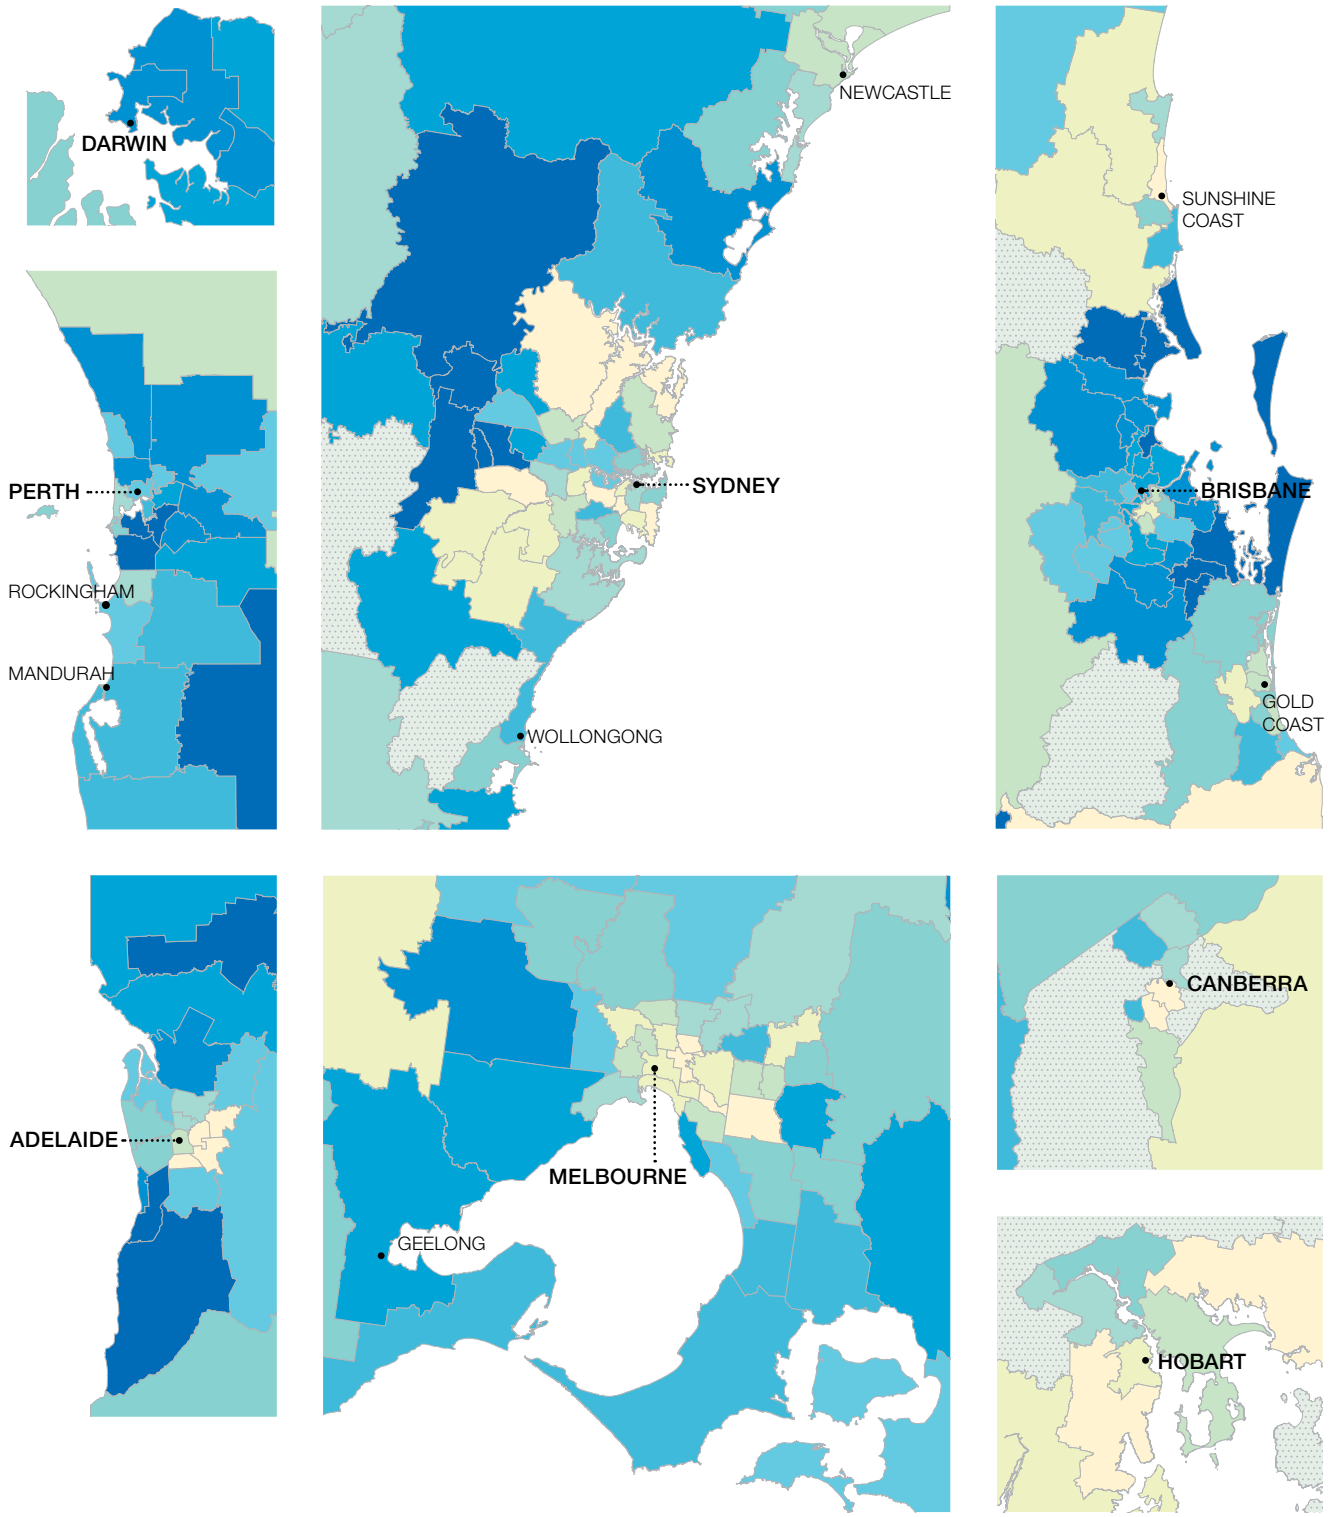 DARWIN
NEWCASTLE
SUNSHINE
COAST
PERTH
SYDNEY
BRISBANE
ROCKINGHAM
MANDURAH
GOLD
COAST
WOLLONGONG
CANBERRA
ADELAIDE
MELBOURNE
GEELONG
HOBART